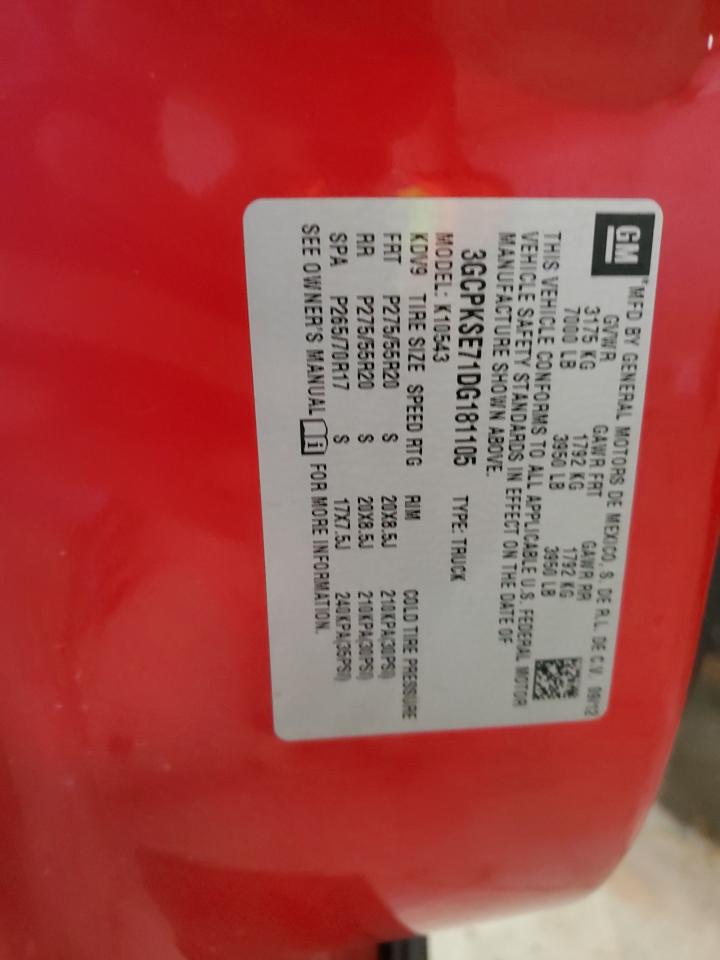 GM
MFD BY GENERAL MOTORS DE MEXICO, S. DE R.L. DE C.V. 09/12
GVWR GAWR FRT GAWR RR
3175 KG 1792 KG 1792 KG
7000 LB 3950 LB 3950 LB
THIS VEHICLE CONFORMS TO ALL APPLICABLE U.S. FEDERAL MOTOR
VEHICLE SAFETY STANDARDS IN EFFECT ON THE DATE OF
MANUFACTURE SHOWN ABOVE.
3GCPKSE71DG181105 TYPE: TRUCK
MODEL: K10543
KDV9 TIRE SIZE SPEED RTG RIM COLD TIRE PRESSURE
FRT P275/55R20 S 20X8.5J 210KPA(30PSI)
RR P275/55R20 S 20X8.5J 210KPA(30PSI)
SPA P265/70R17 S 17X7.5J 240KPA(35PSI)
SEE OWNER'S MANUAL i FOR MORE INFORMATION.